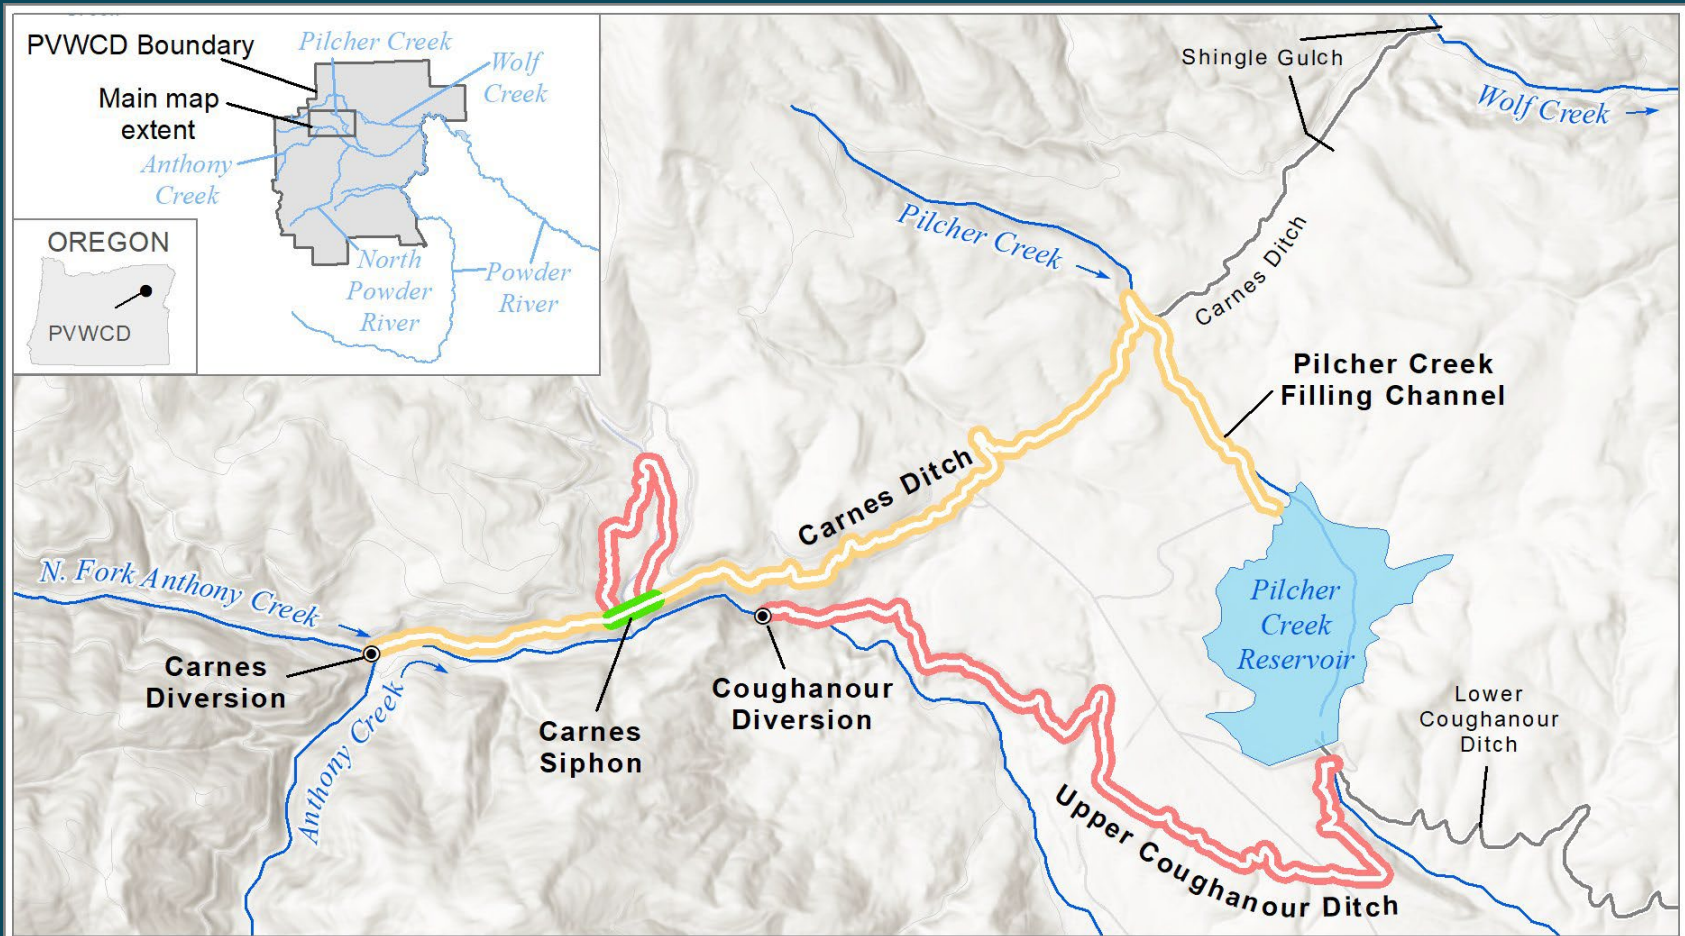 PVWCD Boundary
Pilcher Creek
Wolf
Creek
Main map
extent
Anthony
Creek
North
Powder
River
Powder
River
OREGON
PVWCD
Shingle Gulch
Wolf Creek
Pilcher Creek
Carnes Ditch
Pilcher Creek
Filling Channel
Carnes Ditch
N. Fork Anthony Creek
Carnes
Diversion
Anthony Creek
Carnes
Siphon
Coughanour
Diversion
Pilcher
Creek
Reservoir
Lower
Coughanour
Ditch
Upper Coughanour Ditch